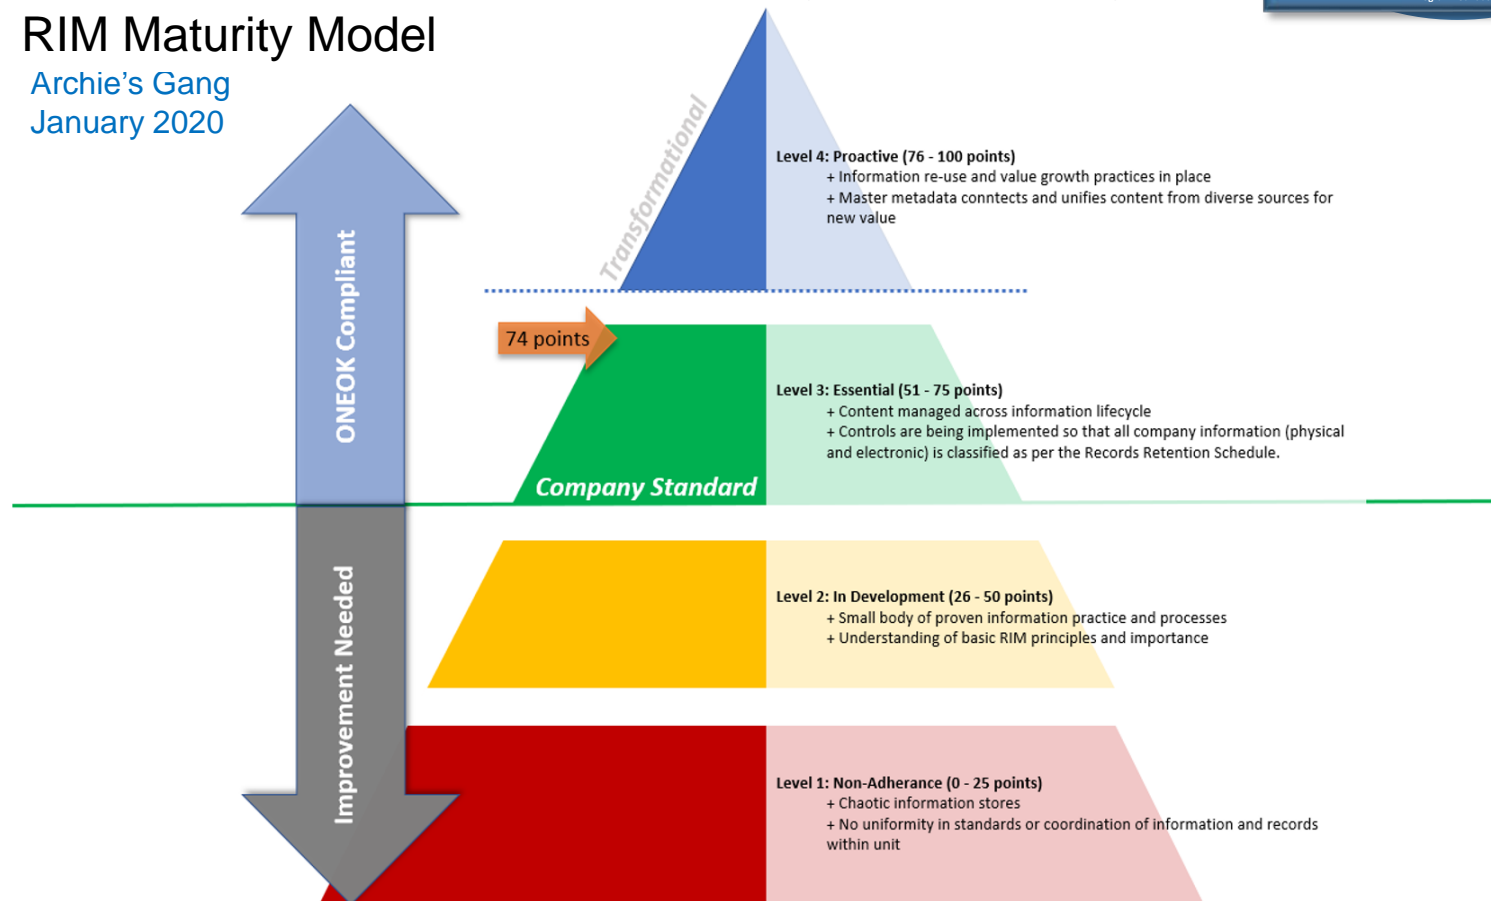 RIM Maturity Model
Archie's Gang
January 2020
Transformational
Level 4: Proactive (76 - 100 points)
+ Information re-use and value growth practices in place
+ Master metadata conntects and unifies content from diverse sources for
new value
ONEOK Compliant
74 points
Level 3: Essential (51 - 75 points)
+ Content managed across information lifecycle
+ Controls are being implemented so that all company information (physical
and electronic) is classified as per the Records Retention Schedule.
Company Standard
Improvement Needed
Level 2: In Development (26 - 50 points)
+ Small body of proven information practice and processes
+ Understanding of basic RIM principles and importance
Level 1: Non-Adherance (0 - 25 points)
+ Chaotic information stores
+ No uniformity in standards or coordination of information and records
within unit